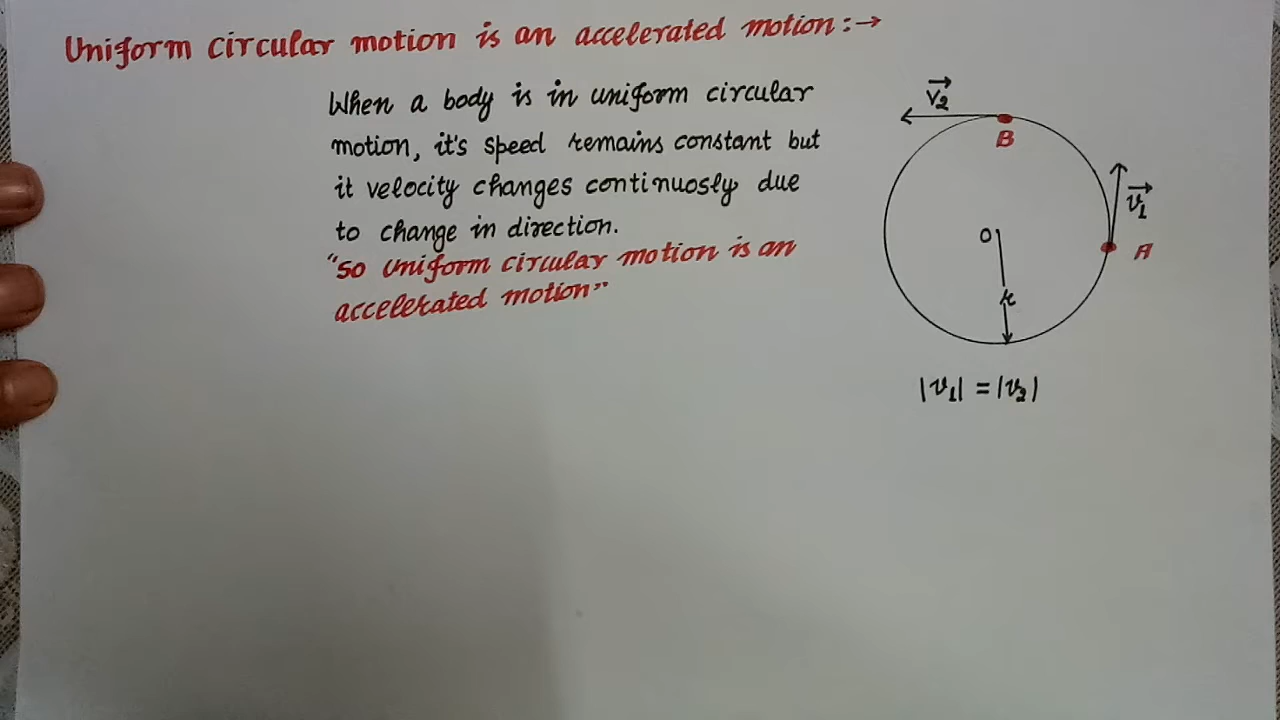 Uniform circular motion is an accelerated motion :→
When a body is in uniform circular
motion, it's speed remains constant but
it velocity changes continuosly due
to change in direction.
"So uniform circular motion is an
accelerated motion"
V₂
B
v₁
A
O
r
|v₁| = |v₂|